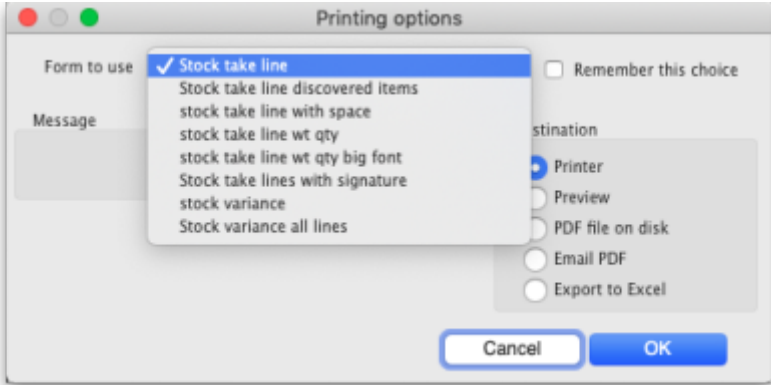 Printing options
Form to use
✓ Stock take line
Stock take line discovered items
stock take line with space
stock take line wt qty
stock take line wt qty big font
Stock take lines with signature
stock variance
Stock variance all lines
Remember this choice
Message
stination
Printer
Preview
PDF file on disk
Email PDF
Export to Excel
Cancel
OK